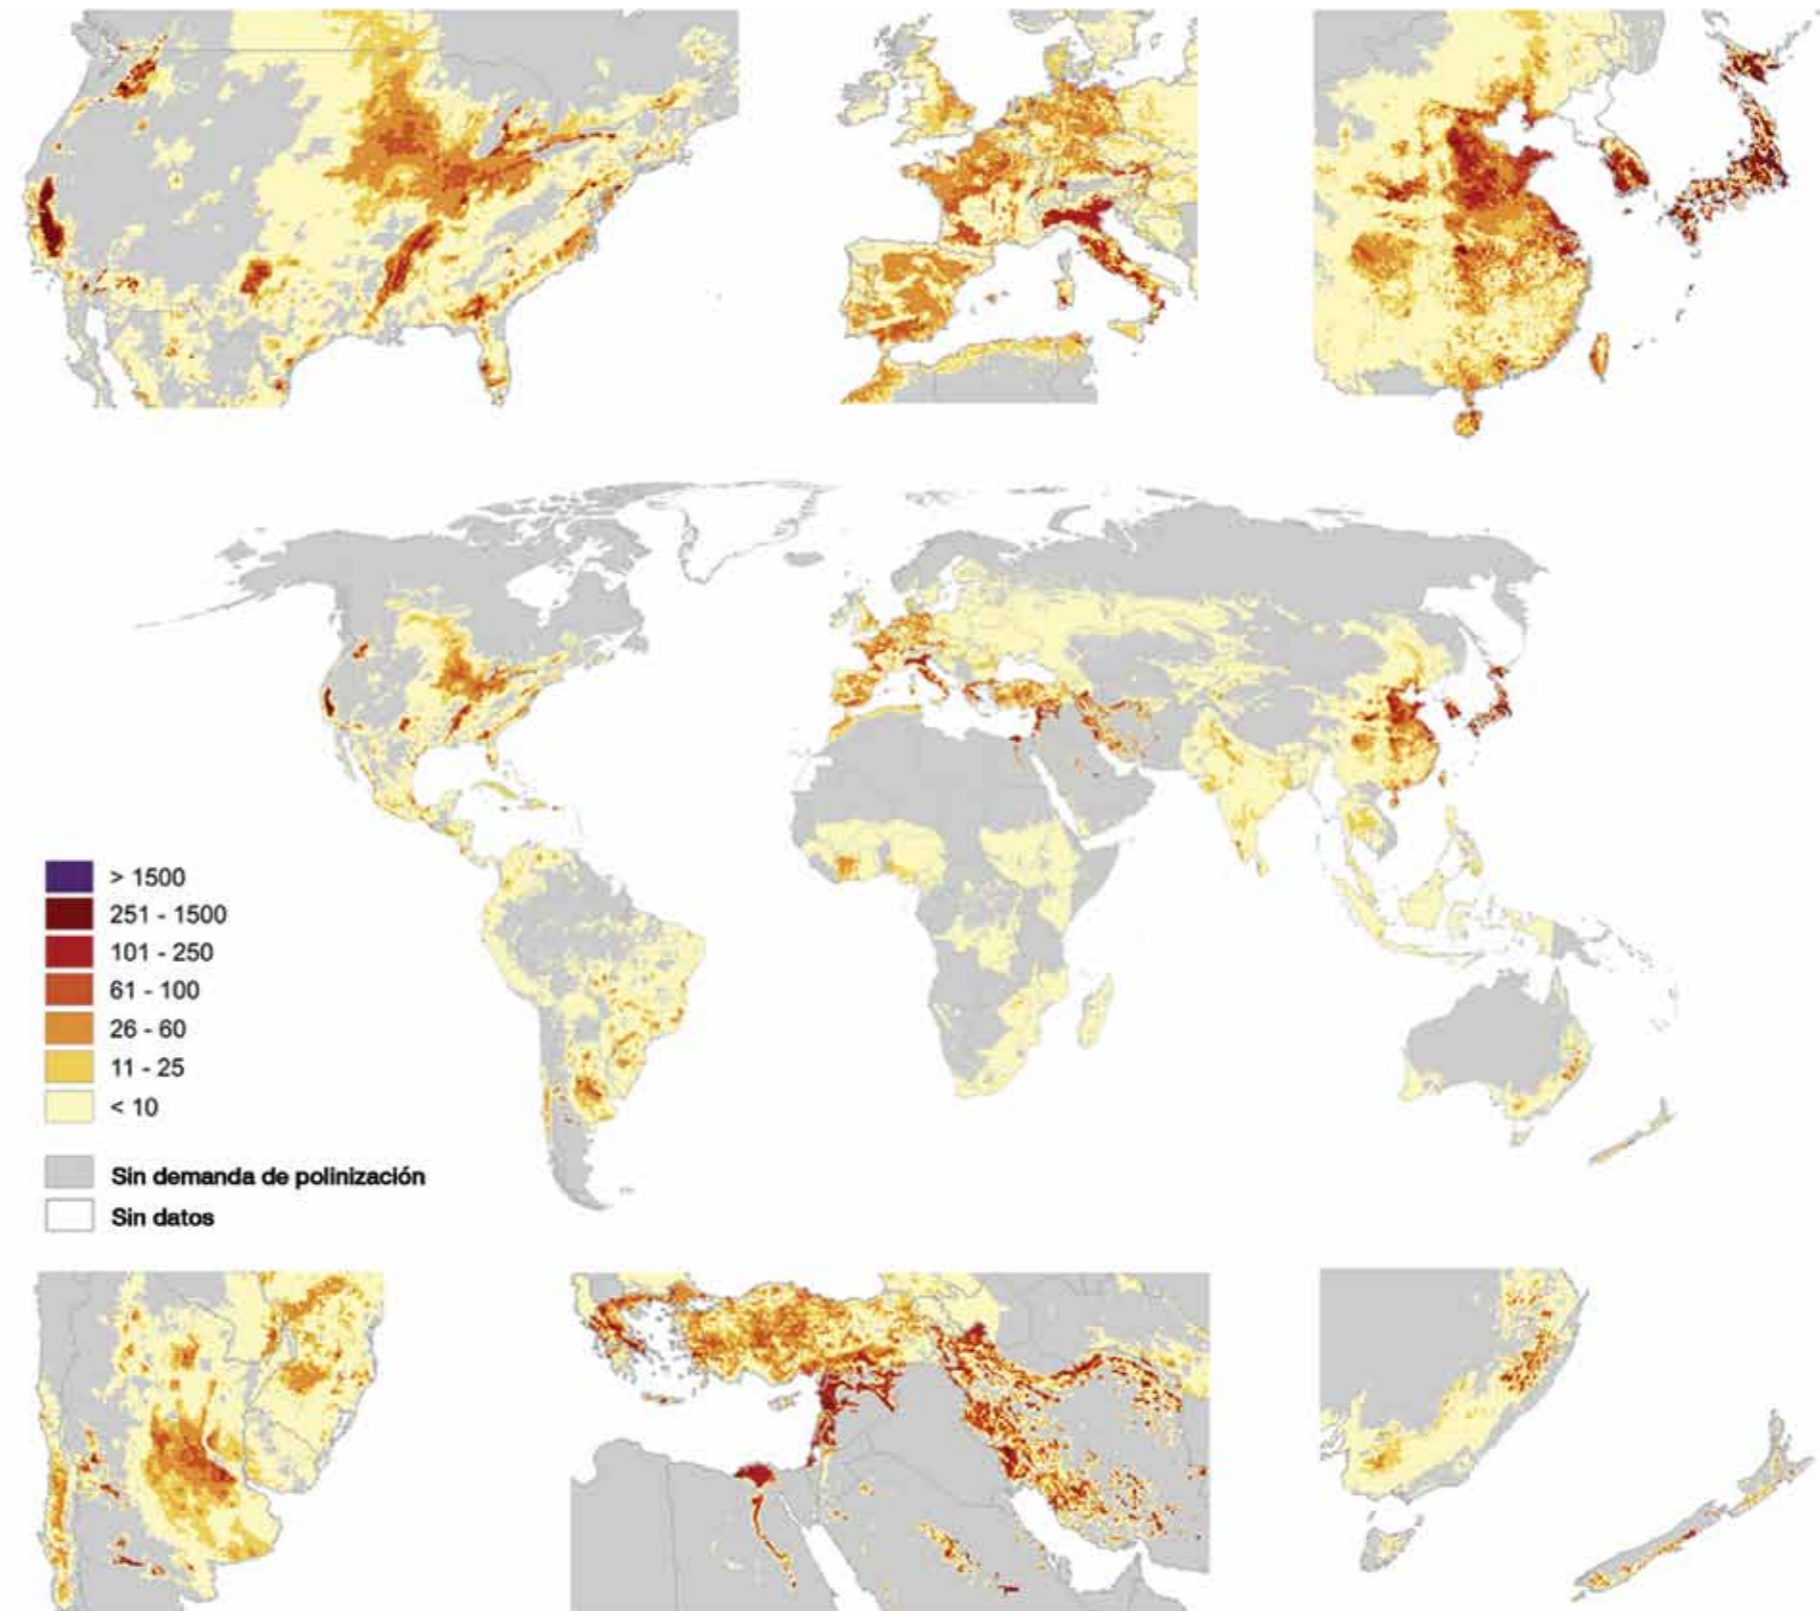 > 1500
251 - 1500
101 - 250
61 - 100
26 - 60
11 - 25
< 10
Sin demanda de polinización
Sin datos